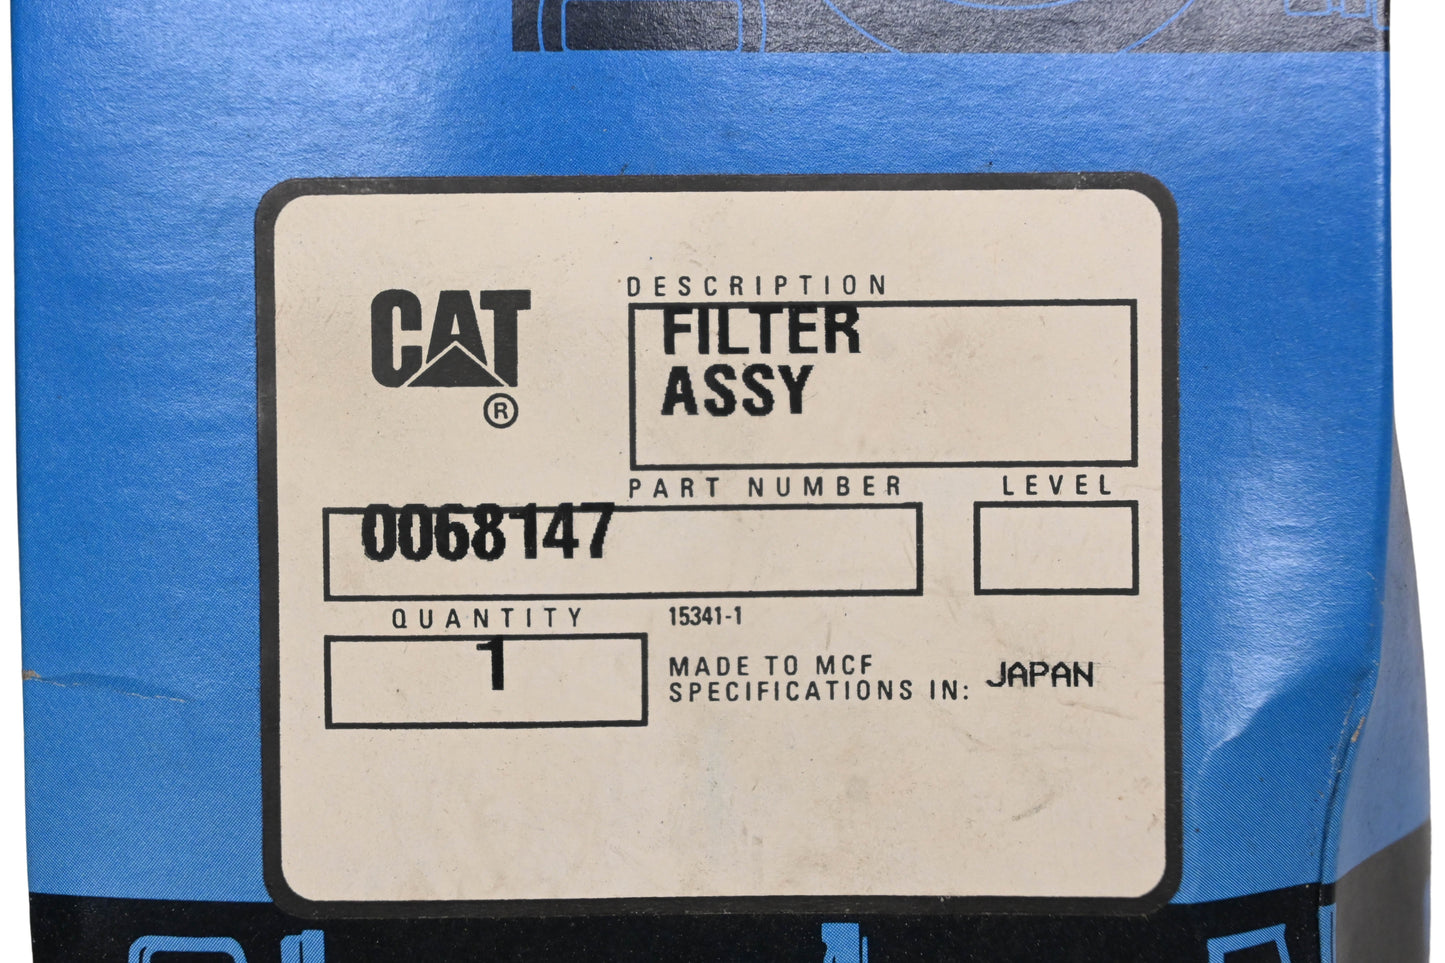 CAT
®
DESCRIPTION
FILTER
ASSY
PART NUMBER
LEVEL
0068147
QUANTITY
15341-1
1
MADE TO MCF
SPECIFICATIONS IN: JAPAN